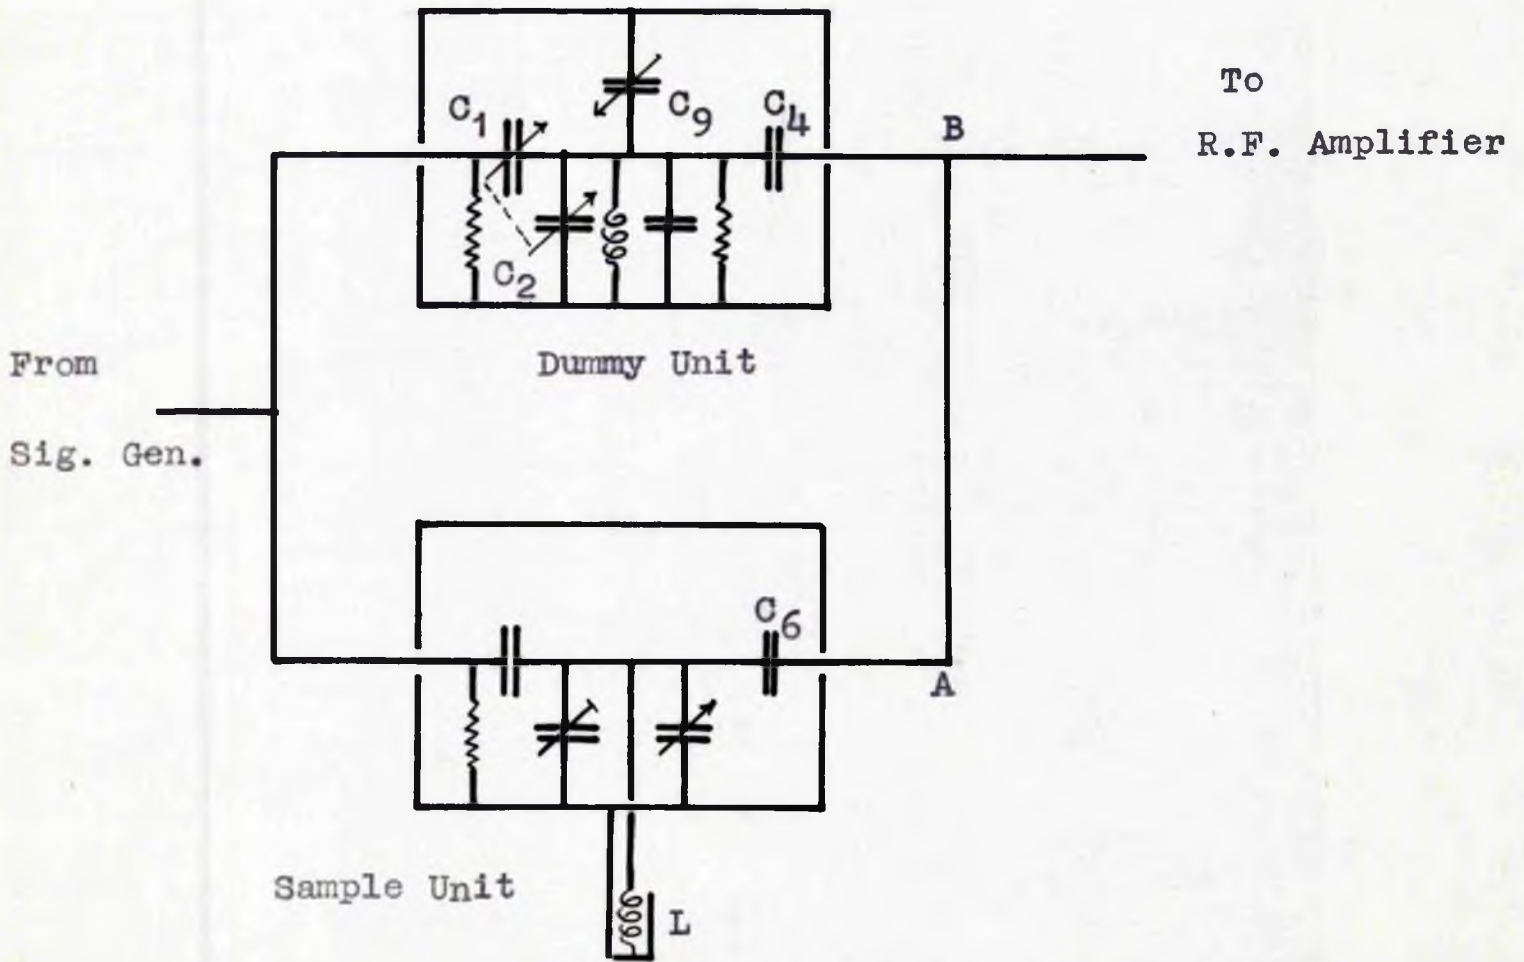 To
R.F. Amplifier
C1
C9
C4
B
C2
Dummy Unit
From
Sig. Gen.
C6
A
Sample Unit
L